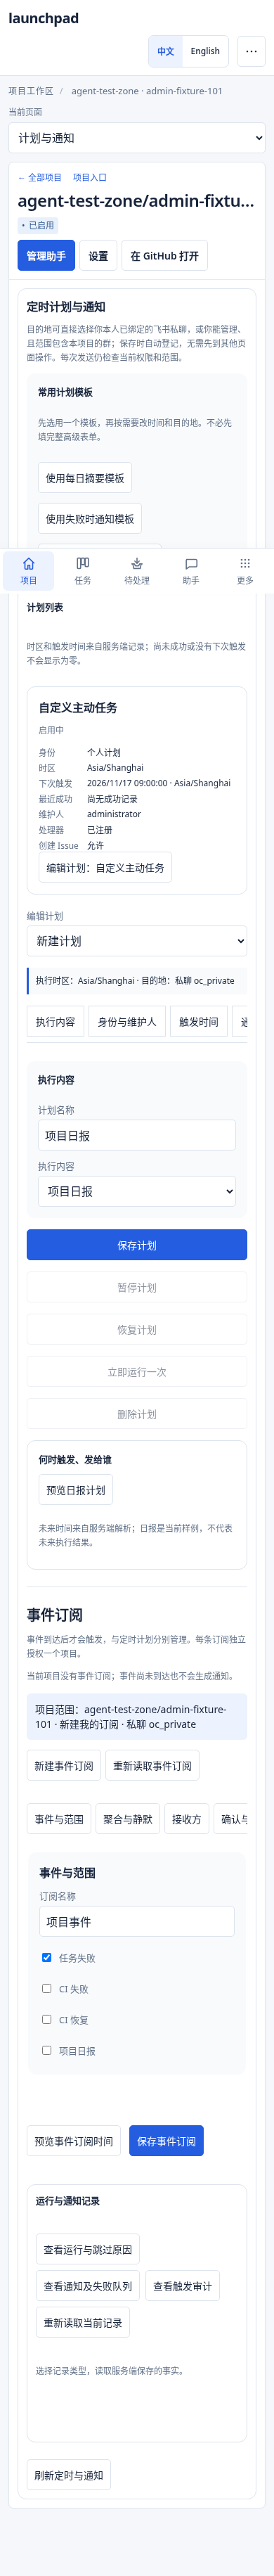 launchpad
中文 English ···
项目工作区 / agent-test-zone · admin-fixture-101
当前页面
计划与通知
← 全部项目 项目入口
agent-test-zone/admin-fixtu...
• 已启用
管理助手 设置 在 GitHub 打开
定时计划与通知
目的地可直接选择你本人已绑定的飞书私聊，或你能管理、
且范围包含本项目的群；保存时自动登记，无需先到其他页
面操作。每次发送仍检查当前权限和范围。
常用计划模板
先选用一个模板，再按需要改时间和目的地。不必先
填写完整高级表单。
使用每日摘要模板
使用失败时通知模板
项目 任务 待处理 助手 更多
计划列表
时区和触发时间来自服务端记录；尚未成功或没有下次触发
不会显示为零。
自定义主动任务
启用中
身份 个人计划
时区 Asia/Shanghai
下次触发 2026/11/17 09:00:00 · Asia/Shanghai
最近成功 尚无成功记录
维护人 administrator
处理器 已注册
创建 Issue 允许
编辑计划：自定义主动任务
编辑计划
新建计划
执行时区：Asia/Shanghai · 目的地：私聊 oc_private
执行内容 身份与维护人 触发时间
执行内容
计划名称
项目日报
执行内容
项目日报
保存计划
暂停计划
恢复计划
立即运行一次
删除计划
何时触发、发给谁
预览日报计划
未来时间来自服务端解析；日报是当前样例，不代表
未来执行结果。
事件订阅
事件到达后才会触发，与定时计划分别管理。每条订阅独立
授权一个项目。
当前项目没有事件订阅；事件尚未到达也不会生成通知。
项目范围：agent-test-zone/admin-fixture-
101 · 新建我的订阅 · 私聊 oc_private
新建事件订阅 重新读取事件订阅
事件与范围 聚合与静默 接收方 确认与
事件与范围
订阅名称
项目事件
任务失败
CI 失败
CI 恢复
项目日报
预览事件订阅时间 保存事件订阅
运行与通知记录
查看运行与跳过原因
查看通知及失败队列 查看触发审计
重新读取当前记录
选择记录类型，读取服务端保存的事实。
刷新定时与通知